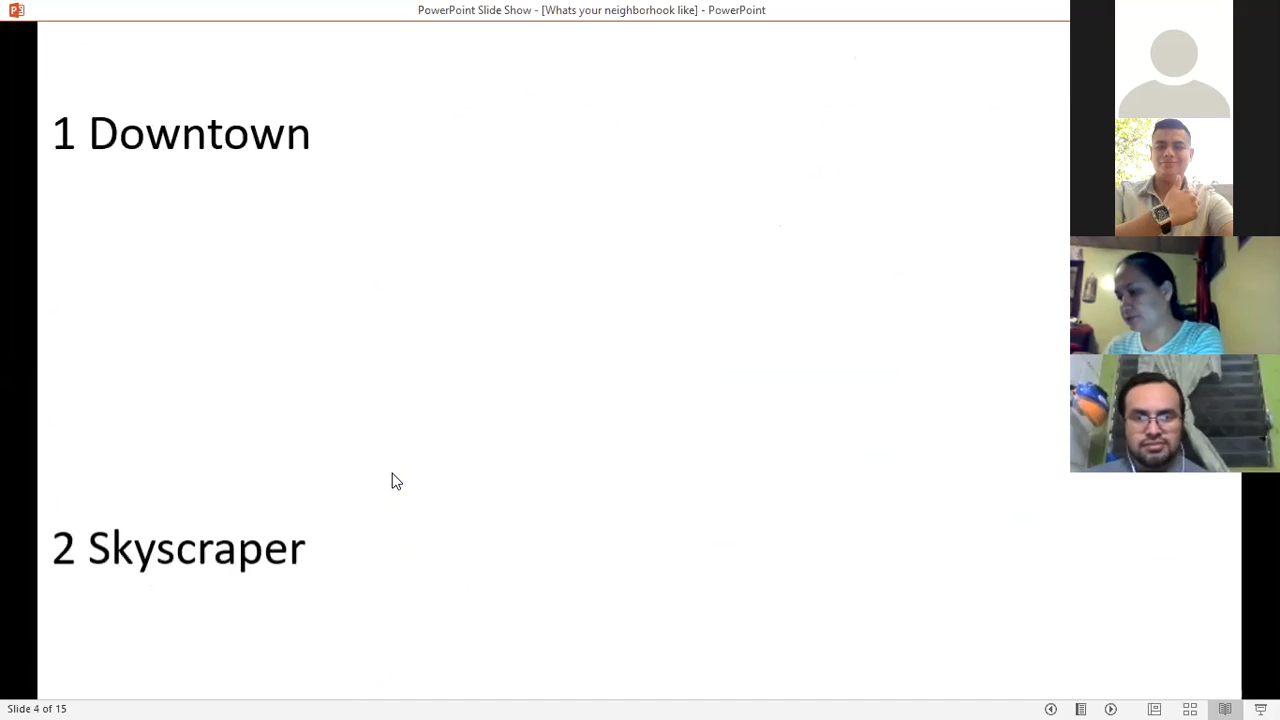 PowerPoint Slide Show - [Whats your neighborhook like] - PowerPoint
1 Downtown
2 Skyscraper
Slide 4 of 15